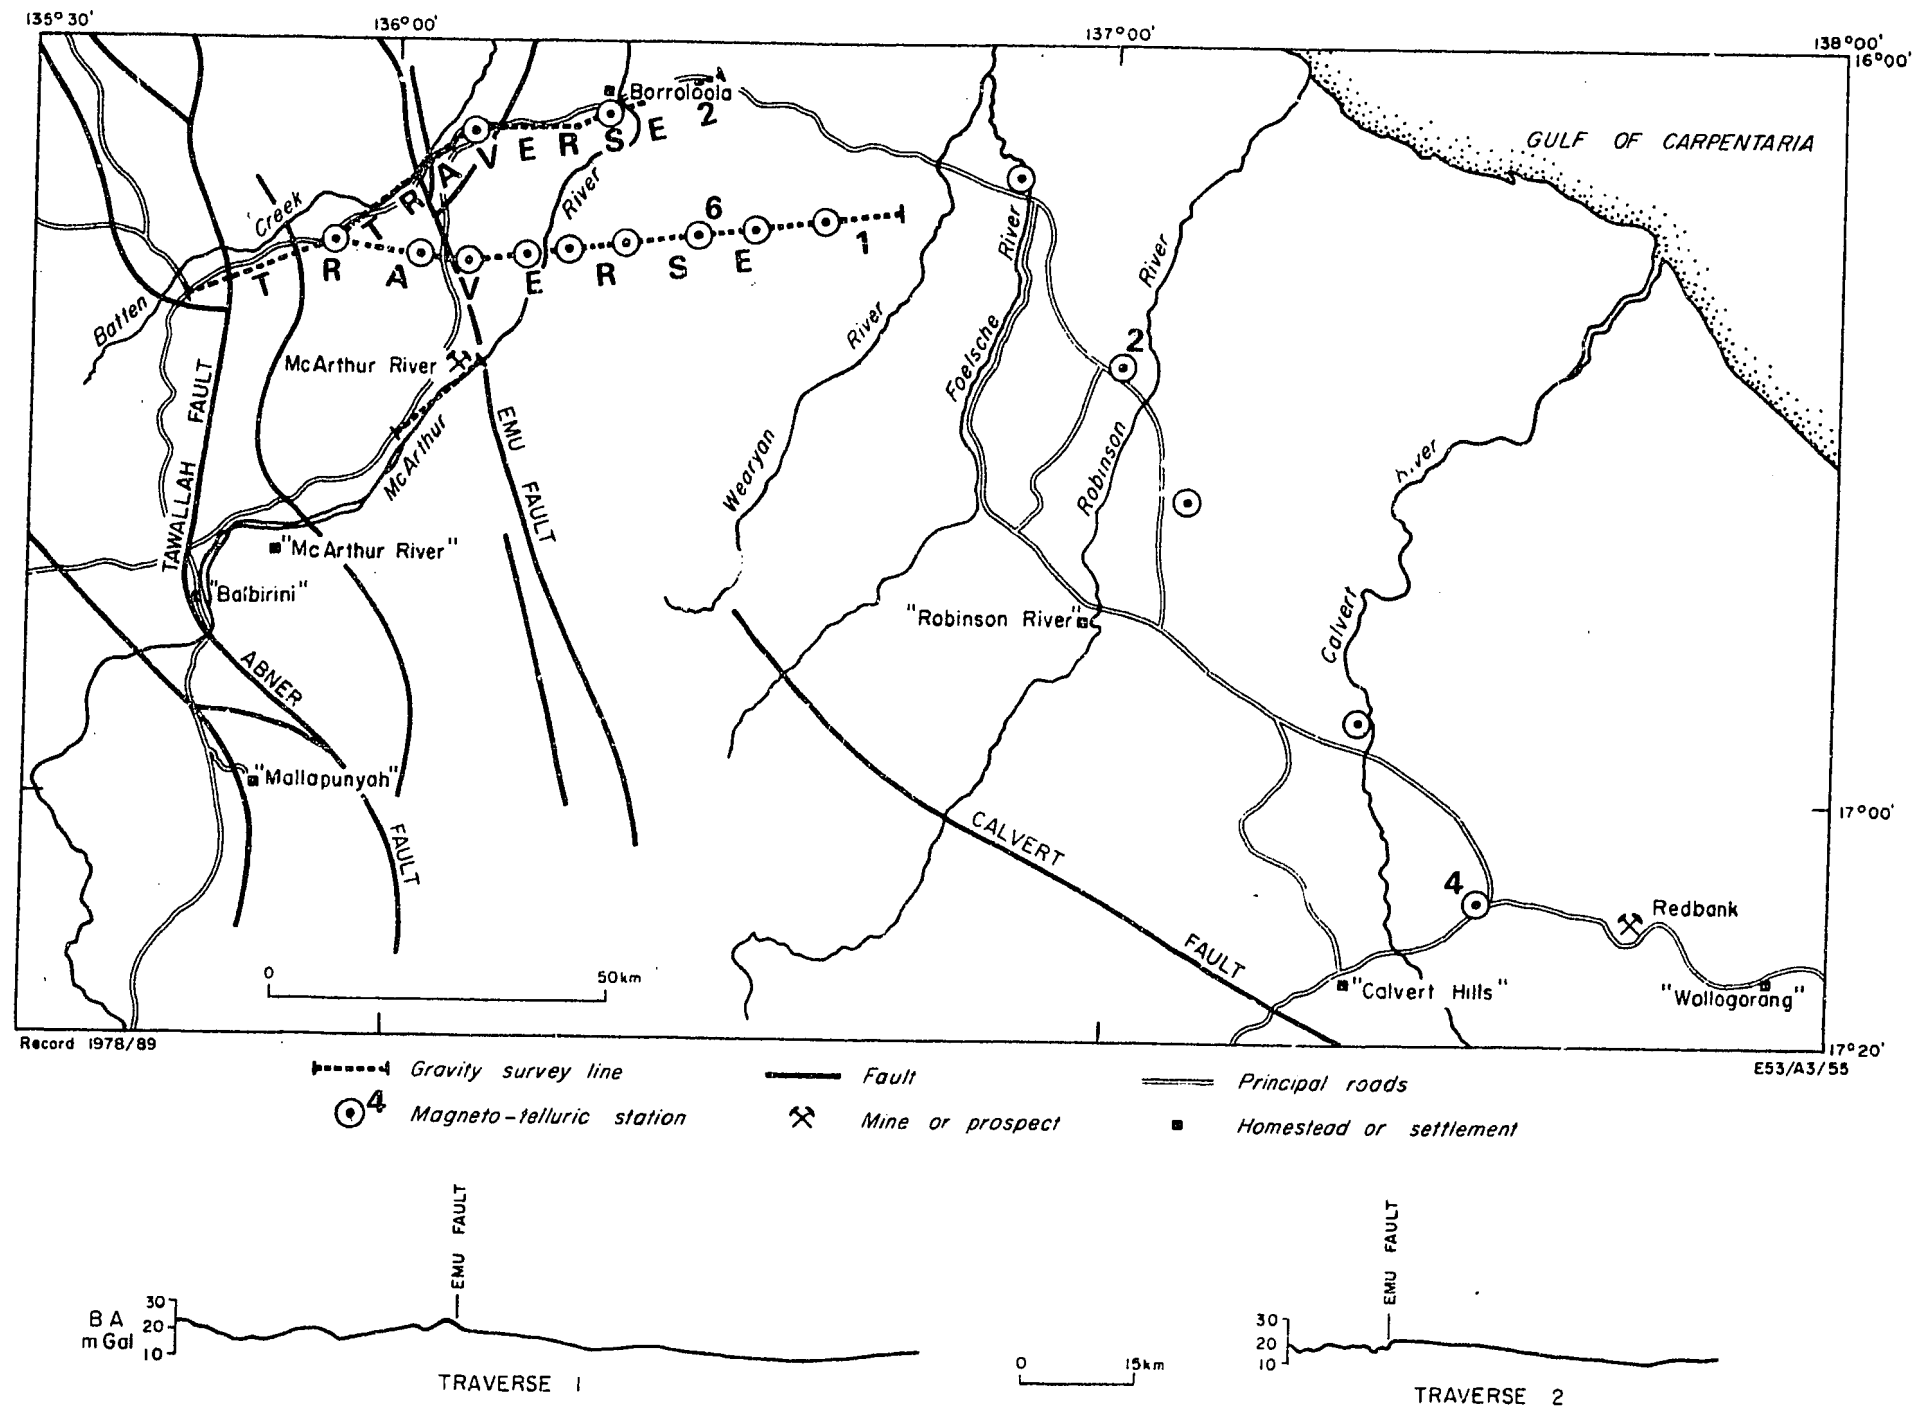 135° 30'
136° 00'
137° 00'
138° 00'
16° 00'
Borroloola
TRAVERSE 2
GULF OF CARPENTARIA
Creek
River
6
TRAVERSE 1
River
River
Batten
River
2
McArthur River
Foelsche
TAWALLAH FAULT
EMU FAULT
McArthur
Wearyan
Robinson
River
"McArthur River"
"Balbirini"
"Robinson River"
Calvert
ABNER
"Mallapunyah"
17° 00'
CALVERT
FAULT
4
Redbank
FAULT
0 50km
"Calvert Hills"
"Wollogorang"
Record 1978/89
17° 20'
E53/A3/55
Gravity survey line
Fault
Principal roads
4
Magneto-telluric station
Mine or prospect
Homestead or settlement
EMU FAULT
EMU FAULT
BA
mGal
30
20
10
0 15km
30
20
10
TRAVERSE 1
TRAVERSE 2